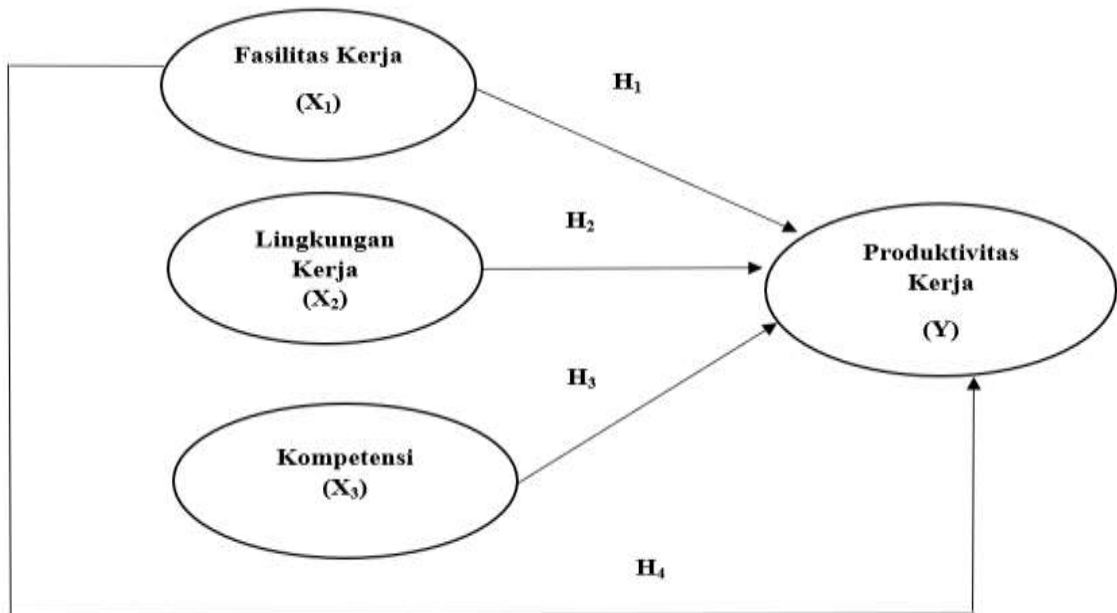 Fasilitas Kerja
(X₁)
H₁
H₂
Lingkungan
Kerja
(X₂)
Produktivitas
Kerja
(Y)
H₃
Kompetensi
(X₃)
H₄